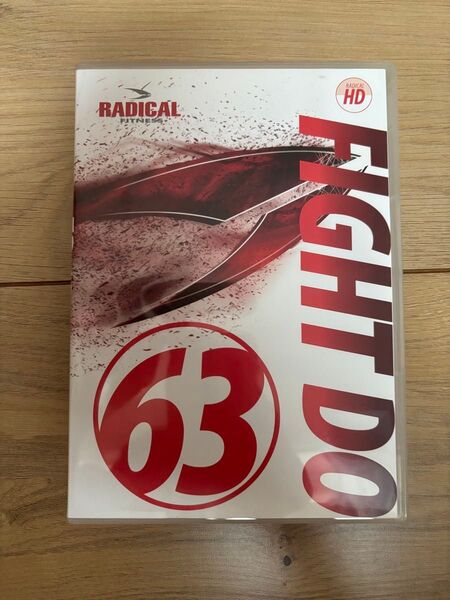 RADICAL
FITNESS
RADICAL
HD
FIGHT DO
63